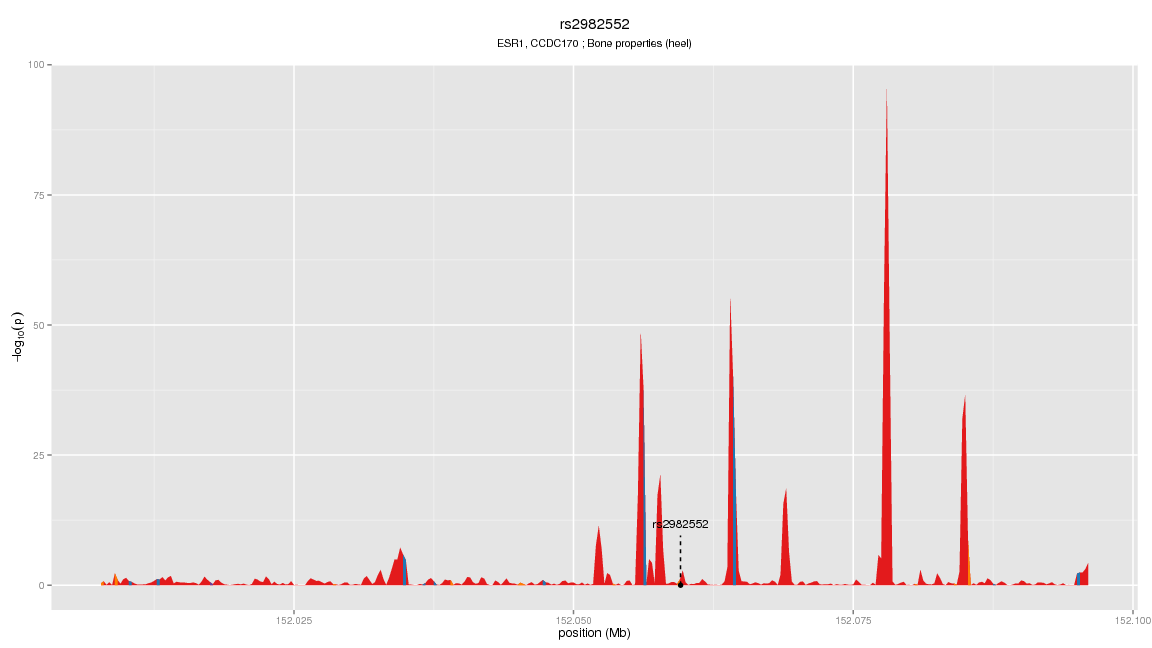 rs2982552
ESR1, CCDC170 ; Bone properties (heel)
100
75
50
25
0
−log10(p)
rs2982552
152.025
152.050
152.075
152.100
position (Mb)